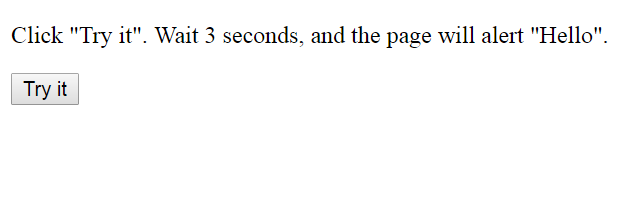 Click "Try it". Wait 3 seconds, and the page will alert "Hello".
Try it